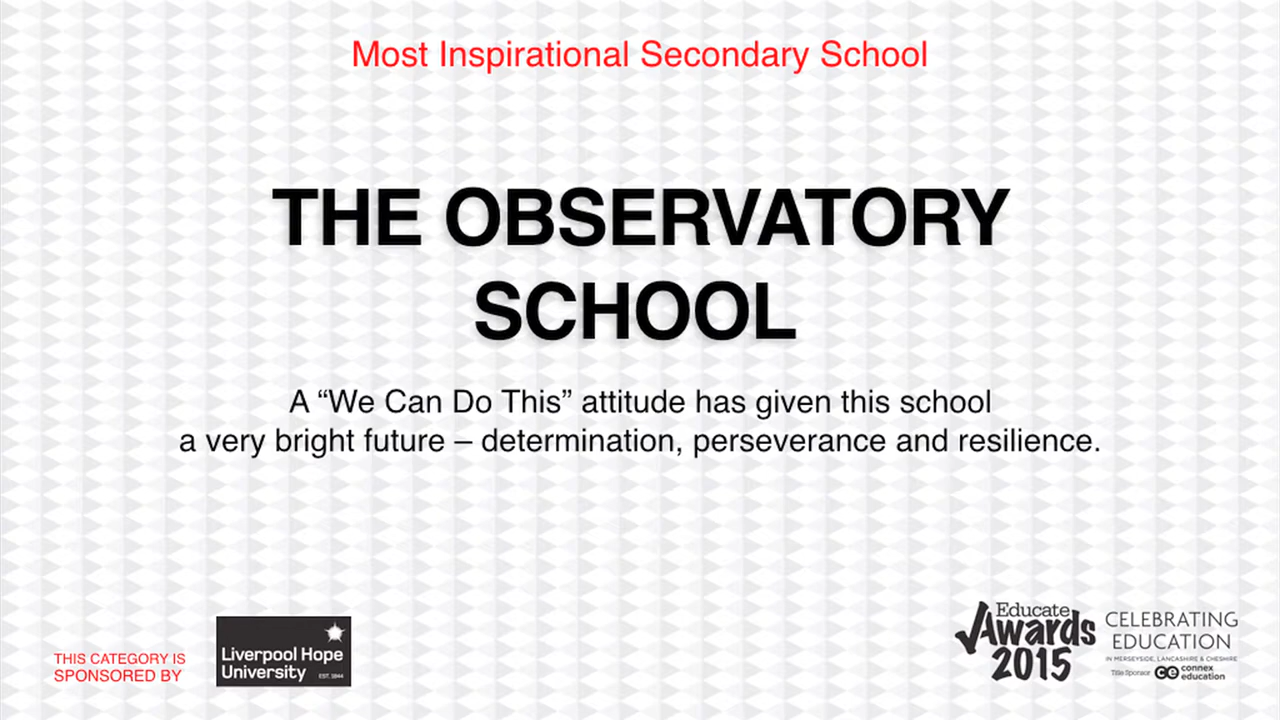 Most Inspirational Secondary School
THE OBSERVATORY
SCHOOL
A “We Can Do This” attitude has given this school
a very bright future – determination, perseverance and resilience.
THIS CATEGORY IS
SPONSORED BY
Liverpool Hope
University
EST. 1844
Educate
Awards
2015
CELEBRATING
EDUCATION
IN MERSEYSIDE, LANCASHIRE & CHESHIRE
Title Sponsor
ce connex
education